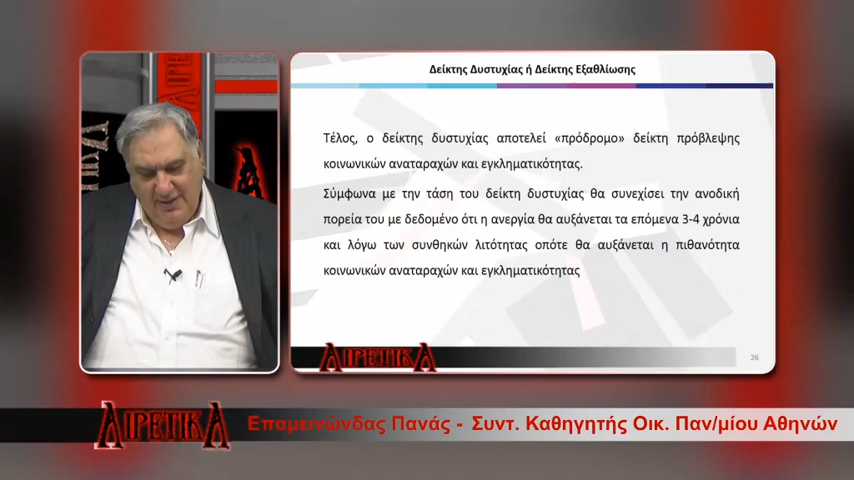 Δείκτης Δυστυχίας ή Δείκτης Εξαθλίωσης
Τέλος, ο δείκτης δυστυχίας αποτελεί «πρόδρομο» δείκτη πρόβλεψης
κοινωνικών αναταραχών και εγκληματικότητας.
Σύμφωνα με την τάση του δείκτη δυστυχίας θα συνεχίσει την ανοδική
πορεία του με δεδομένο ότι η ανεργία θα αυξάνεται τα επόμενα 3-4 χρόνια
και λόγω των συνθηκών λιτότητας οπότε θα αυξάνεται η πιθανότητα
κοινωνικών αναταραχών και εγκληματικότητας
ΑΙΡΕΤΙΚΑ
26
ΑΙΡΕΤΙΚΑ
Επαμεινώνδας Πανάς - Συντ. Καθηγητής Οικ. Παν/μίου Αθηνών